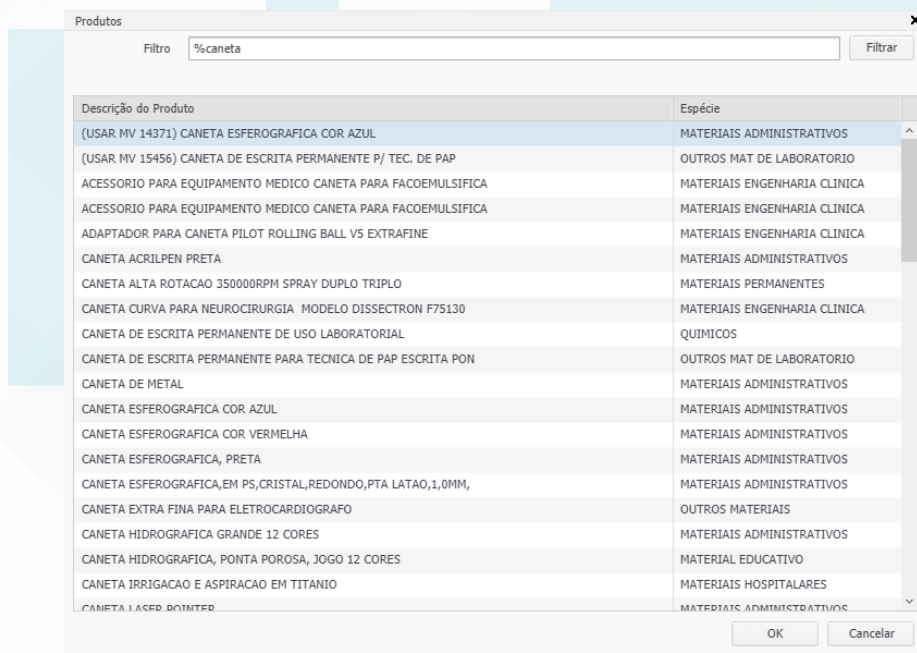 Produtos
Filtro %caneta Filtrar
Descrição do Produto Espécie
(USAR MV 14371) CANETA ESFEROGRAFICA COR AZUL MATERIAIS ADMINISTRATIVOS
(USAR MV 15456) CANETA DE ESCRITA PERMANENTE P/ TEC. DE PAP OUTROS MAT DE LABORATORIO
ACESSORIO PARA EQUIPAMENTO MEDICO CANETA PARA FACOEMULSIFICA MATERIAIS ENGENHARIA CLINICA
ACESSORIO PARA EQUIPAMENTO MEDICO CANETA PARA FACOEMULSIFICA MATERIAIS ENGENHARIA CLINICA
ADAPTADOR PARA CANETA PILOT ROLLING BALL V5 EXTRAFINE MATERIAIS ENGENHARIA CLINICA
CANETA ACRILPEN PRETA MATERIAIS ADMINISTRATIVOS
CANETA ALTA ROTACAO 350000RPM SPRAY DUPLO TRIPLO MATERIAIS PERMANENTES
CANETA CURVA PARA NEUROCIRURGIA MODELO DISSECTRON F75130 MATERIAIS ENGENHARIA CLINICA
CANETA DE ESCRITA PERMANENTE DE USO LABORATORIAL QUIMICOS
CANETA DE ESCRITA PERMANENTE PARA TECNICA DE PAP ESCRITA PON OUTROS MAT DE LABORATORIO
CANETA DE METAL MATERIAIS ADMINISTRATIVOS
CANETA ESFEROGRAFICA COR AZUL MATERIAIS ADMINISTRATIVOS
CANETA ESFEROGRAFICA COR VERMELHA MATERIAIS ADMINISTRATIVOS
CANETA ESFEROGRAFICA, PRETA MATERIAIS ADMINISTRATIVOS
CANETA ESFEROGRAFICA,EM PS,CRISTAL,REDONDO,PTA LATAO,1,0MM, MATERIAIS ADMINISTRATIVOS
CANETA EXTRA FINA PARA ELETROCARDIOGRAFO OUTROS MATERIAIS
CANETA HIDROGRAFICA GRANDE 12 CORES MATERIAIS ADMINISTRATIVOS
CANETA HIDROGRAFICA, PONTA POROSA, JOGO 12 CORES MATERIAL EDUCATIVO
CANETA IRRIGACAO E ASPIRACAO EM TITANIO MATERIAIS HOSPITALARES
CANETA LASER POINTER MATERIAIS ADMINISTRATIVOS
OK Cancelar